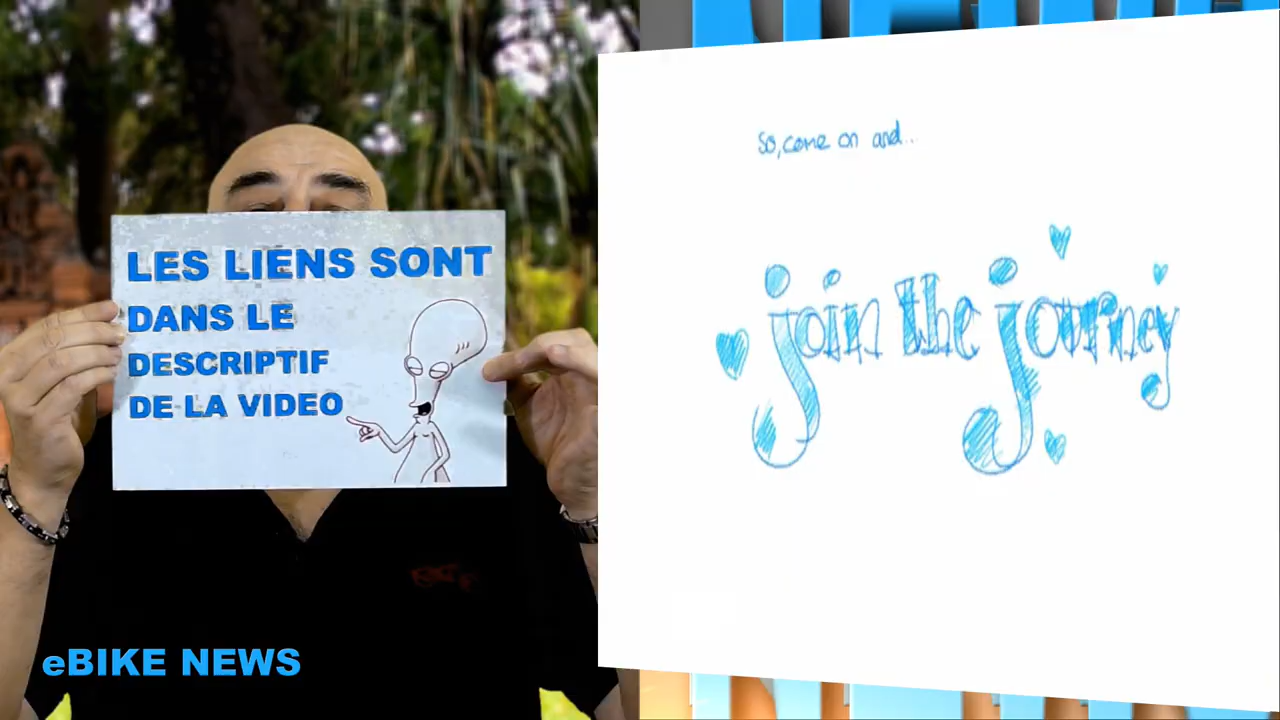 LES LIENS SONT
DANS LE
DESCRIPTIF
DE LA VIDEO
eBIKE NEWS
So, come on and...
join the journey